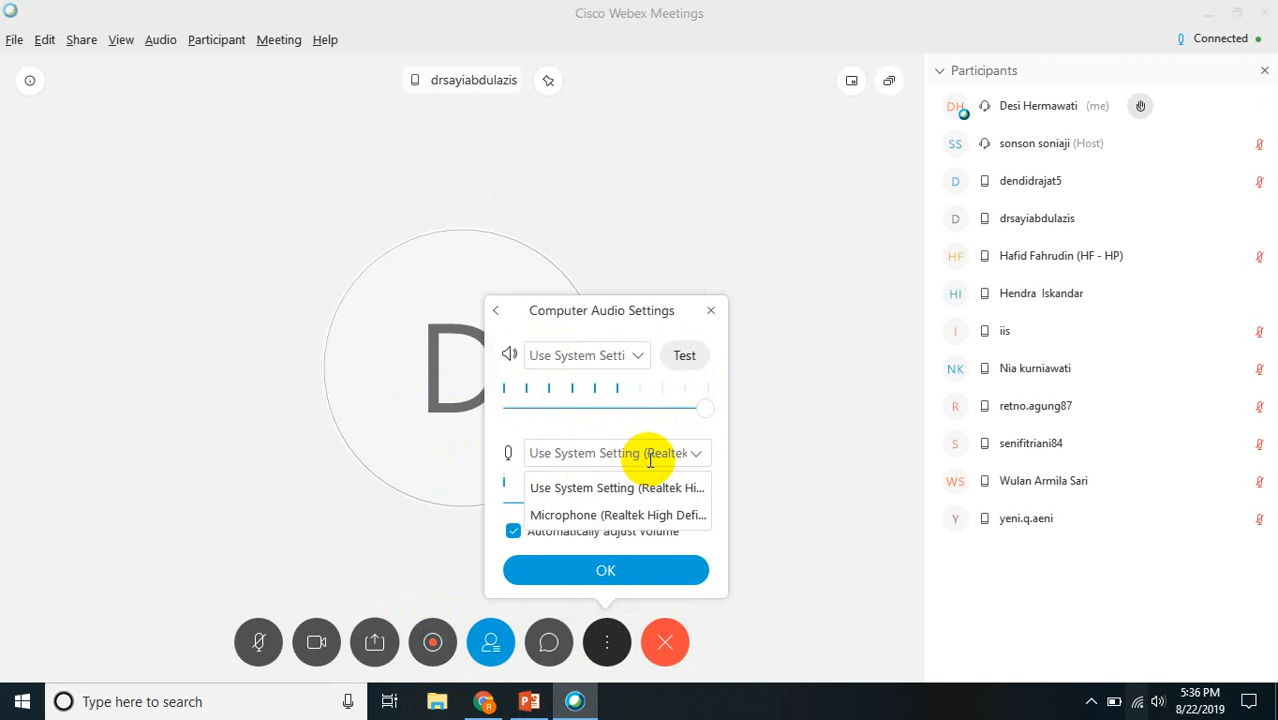 Cisco Webex Meetings
File Edit Share View Audio Participant Meeting Help
Connected
drsayiabdulazis
D
Computer Audio Settings
Use System Setti
Test
Use System Setting (Realtek
Use System Setting (Realtek Hi...
Microphone (Realtek High Defi...
Automatically adjust volume
OK
Participants
DH Desi Hermawati (me)
SS sonson soniaji (Host)
D dendidrajat5
D drsayiabdulazis
HF Hafid Fahrudin (HF - HP)
HI Hendra Iskandar
I iis
NK Nia kurniawati
R retno.agung87
S senifitriani84
WS Wulan Armila Sari
Y yeni.q.aeni
Type here to search
R
5:36 PM
8/22/2019